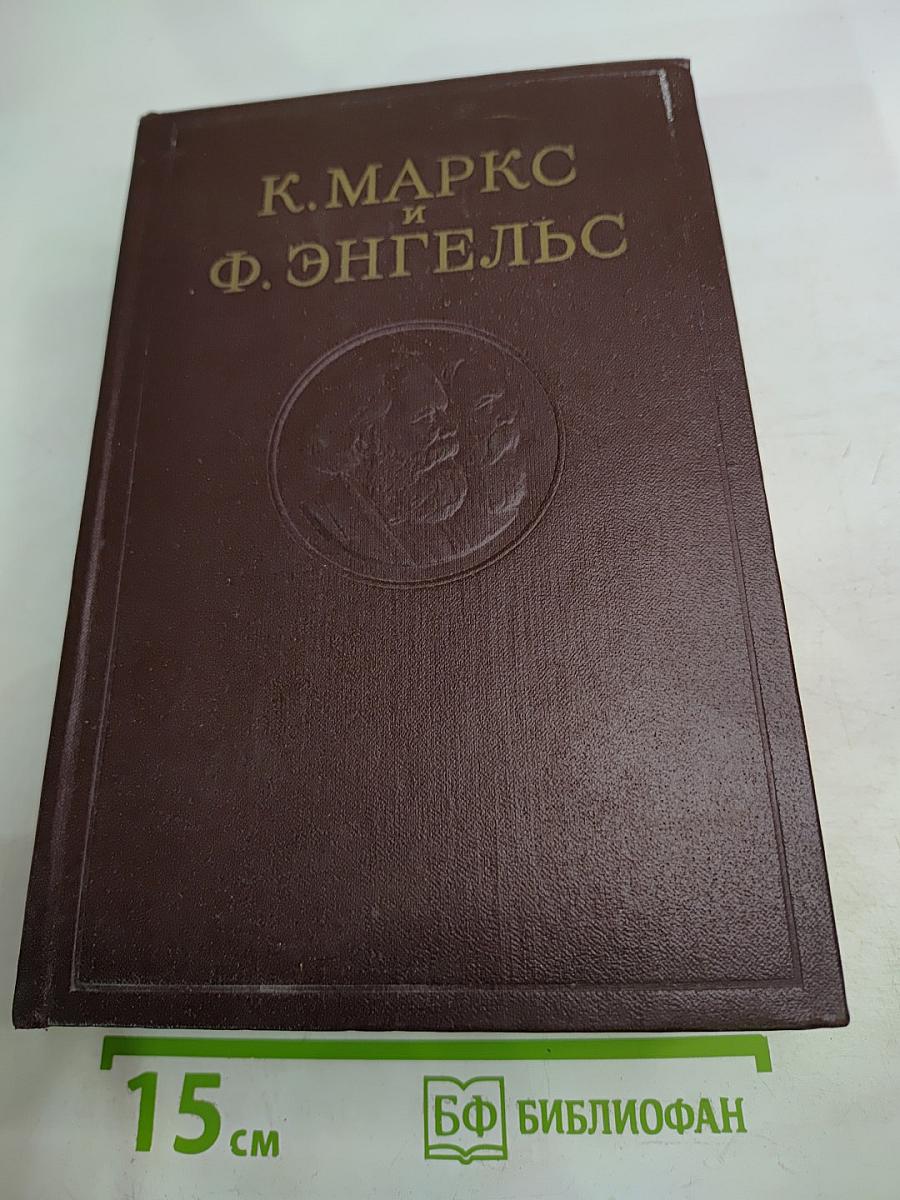 К. МАРКС
и
Ф. ЭНГЕЛЬС
15 см
БФ БИБЛИОФАН